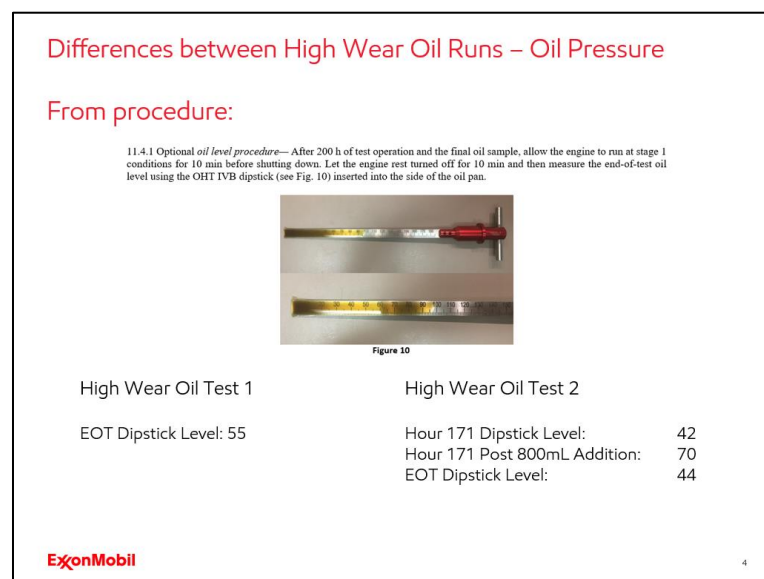 Differences between High Wear Oil Runs – Oil Pressure
From procedure:
11.4.1 Optional oil level procedure— After 200 h of test operation and the final oil sample, allow the engine to run at stage 1
conditions for 10 min before shutting down. Let the engine rest turned off for 10 min and then measure the end-of-test oil
level using the OHT IVB dipstick (see Fig. 10) inserted into the side of the oil pan.
Figure 10
High Wear Oil Test 1
EOT Dipstick Level: 55
High Wear Oil Test 2
Hour 171 Dipstick Level: 42
Hour 171 Post 800mL Addition: 70
EOT Dipstick Level: 44
ExxonMobil
4